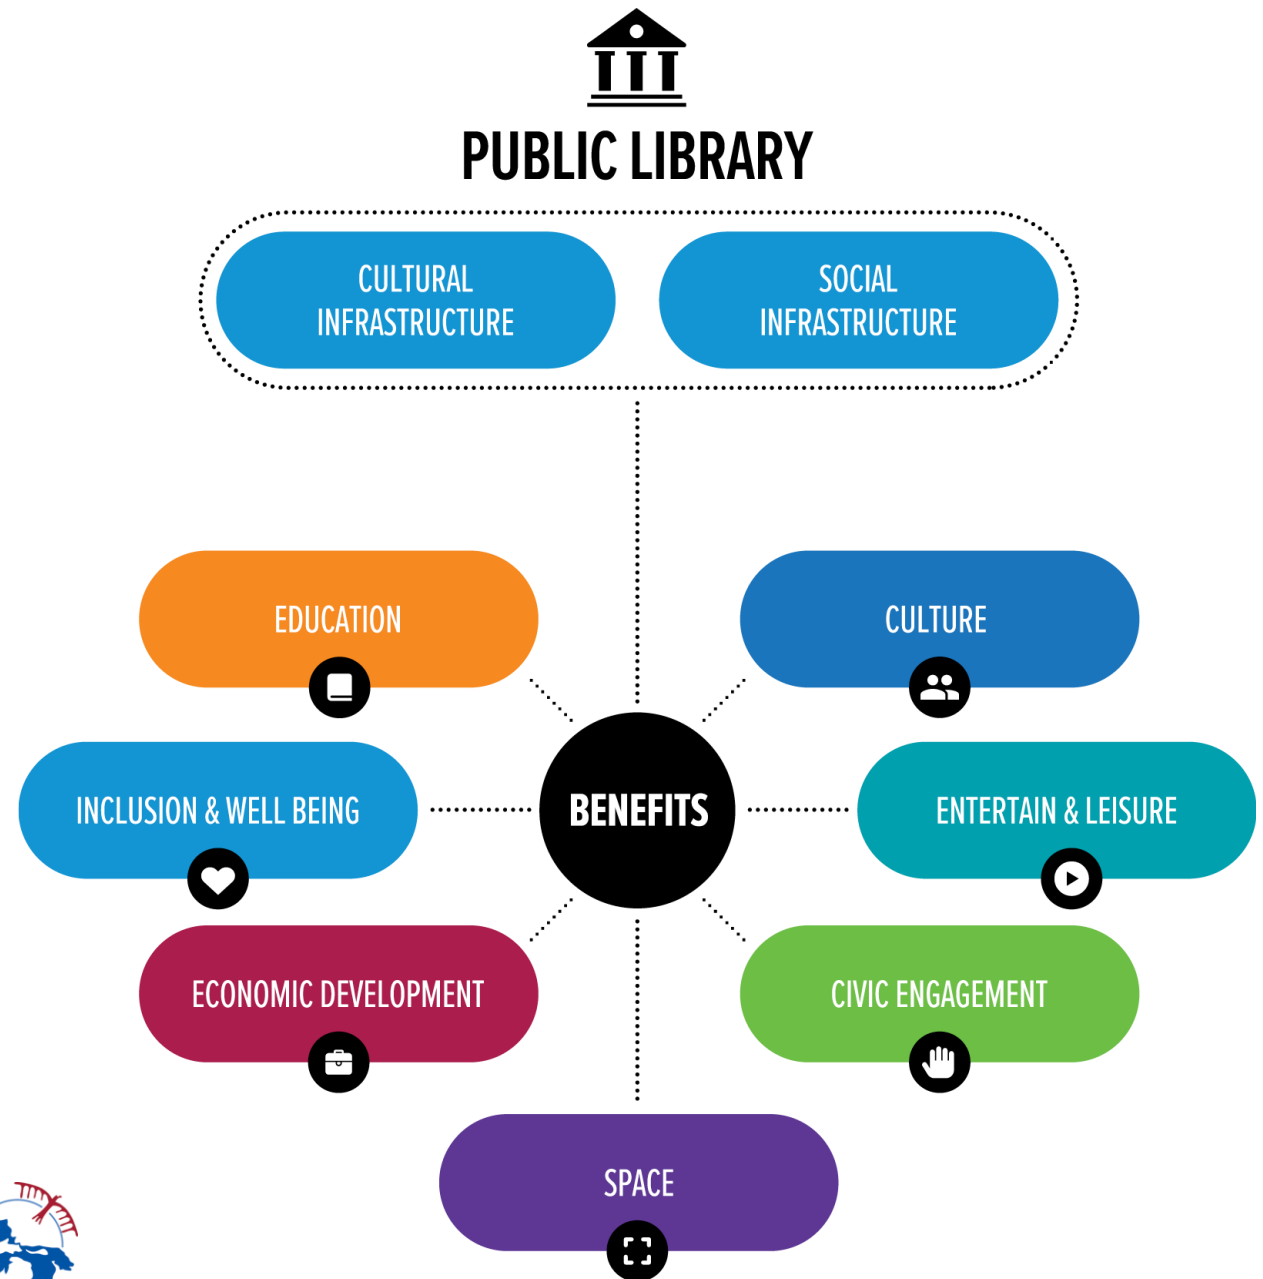 PUBLIC LIBRARY
CULTURAL
INFRASTRUCTURE
SOCIAL
INFRASTRUCTURE
EDUCATION
CULTURE
INCLUSION & WELL BEING
BENEFITS
ENTERTAIN & LEISURE
ECONOMIC DEVELOPMENT
CIVIC ENGAGEMENT
SPACE